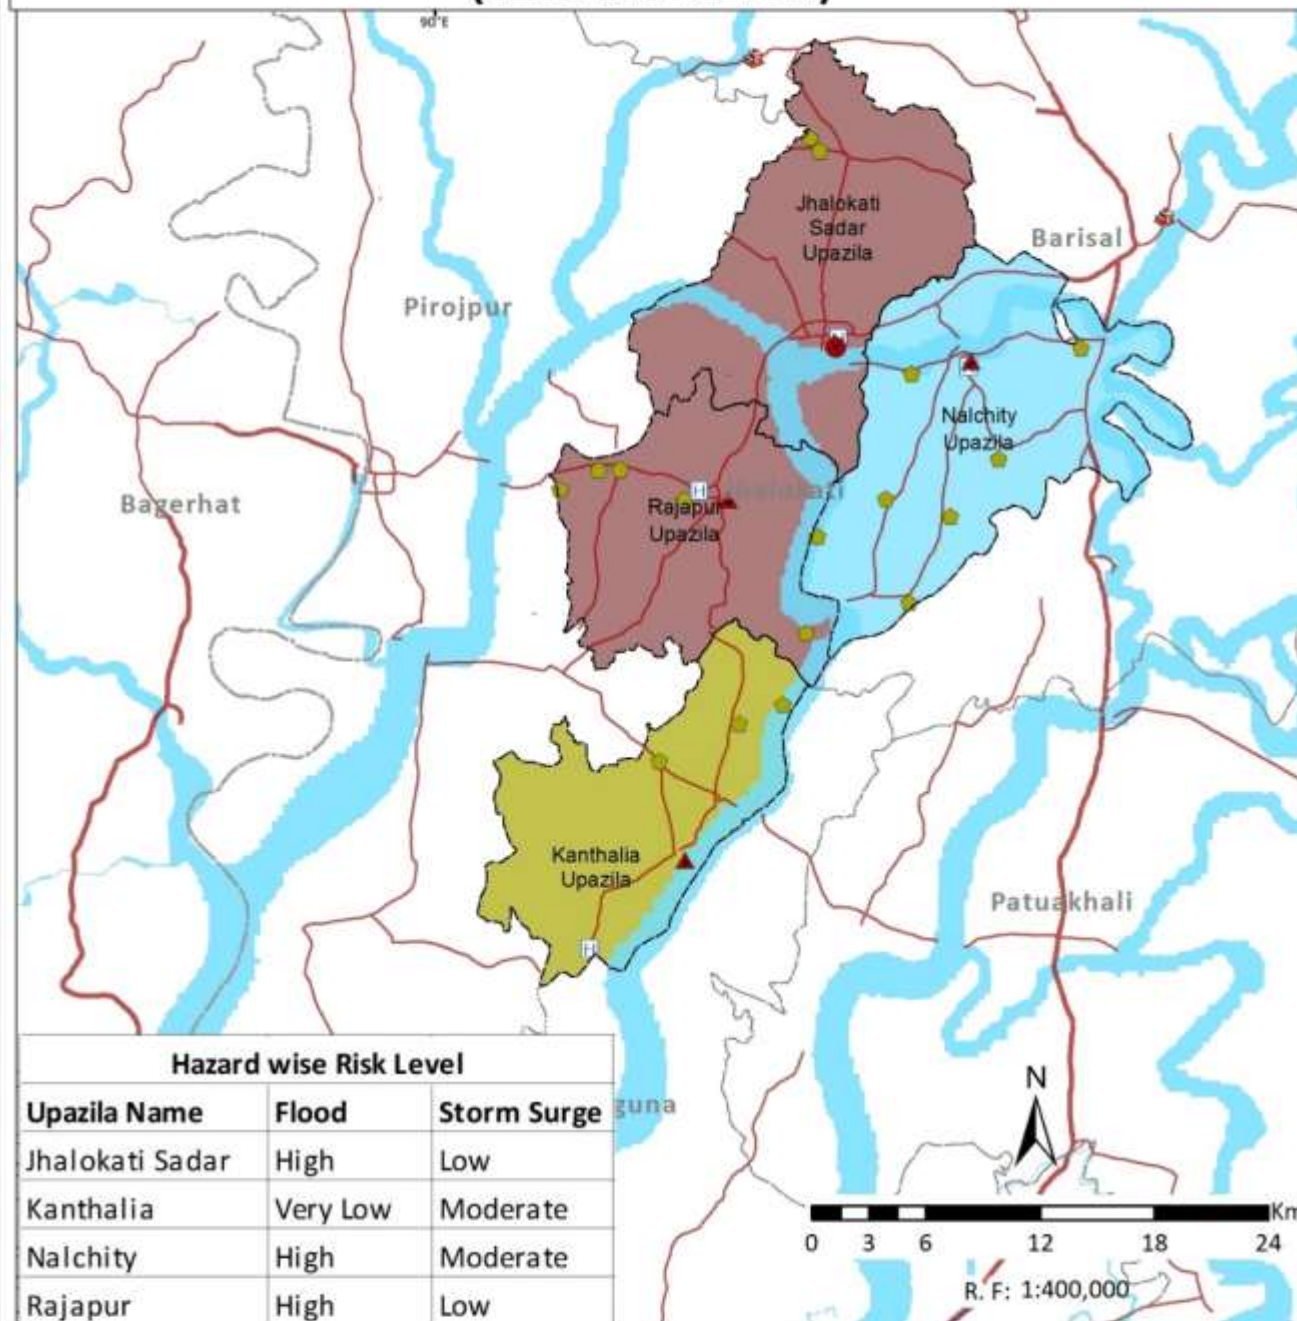 90°E
Jhalokati
Sadar
Upazila
Barisal
Pirojpur
Nalchity
Upazila
Bagerhat
Jhalokati
Rajapur
Upazila
H
Kanthalia
Upazila
H
Patuakhali
guna
N
Km
0 3 6 12 18 24
R. F: 1:400,000
Hazard wise Risk Level
Upazila Name Flood Storm Surge
Jhalokati Sadar High Low
Kanthalia Very Low Moderate
Nalchity High Moderate
Rajapur High Low